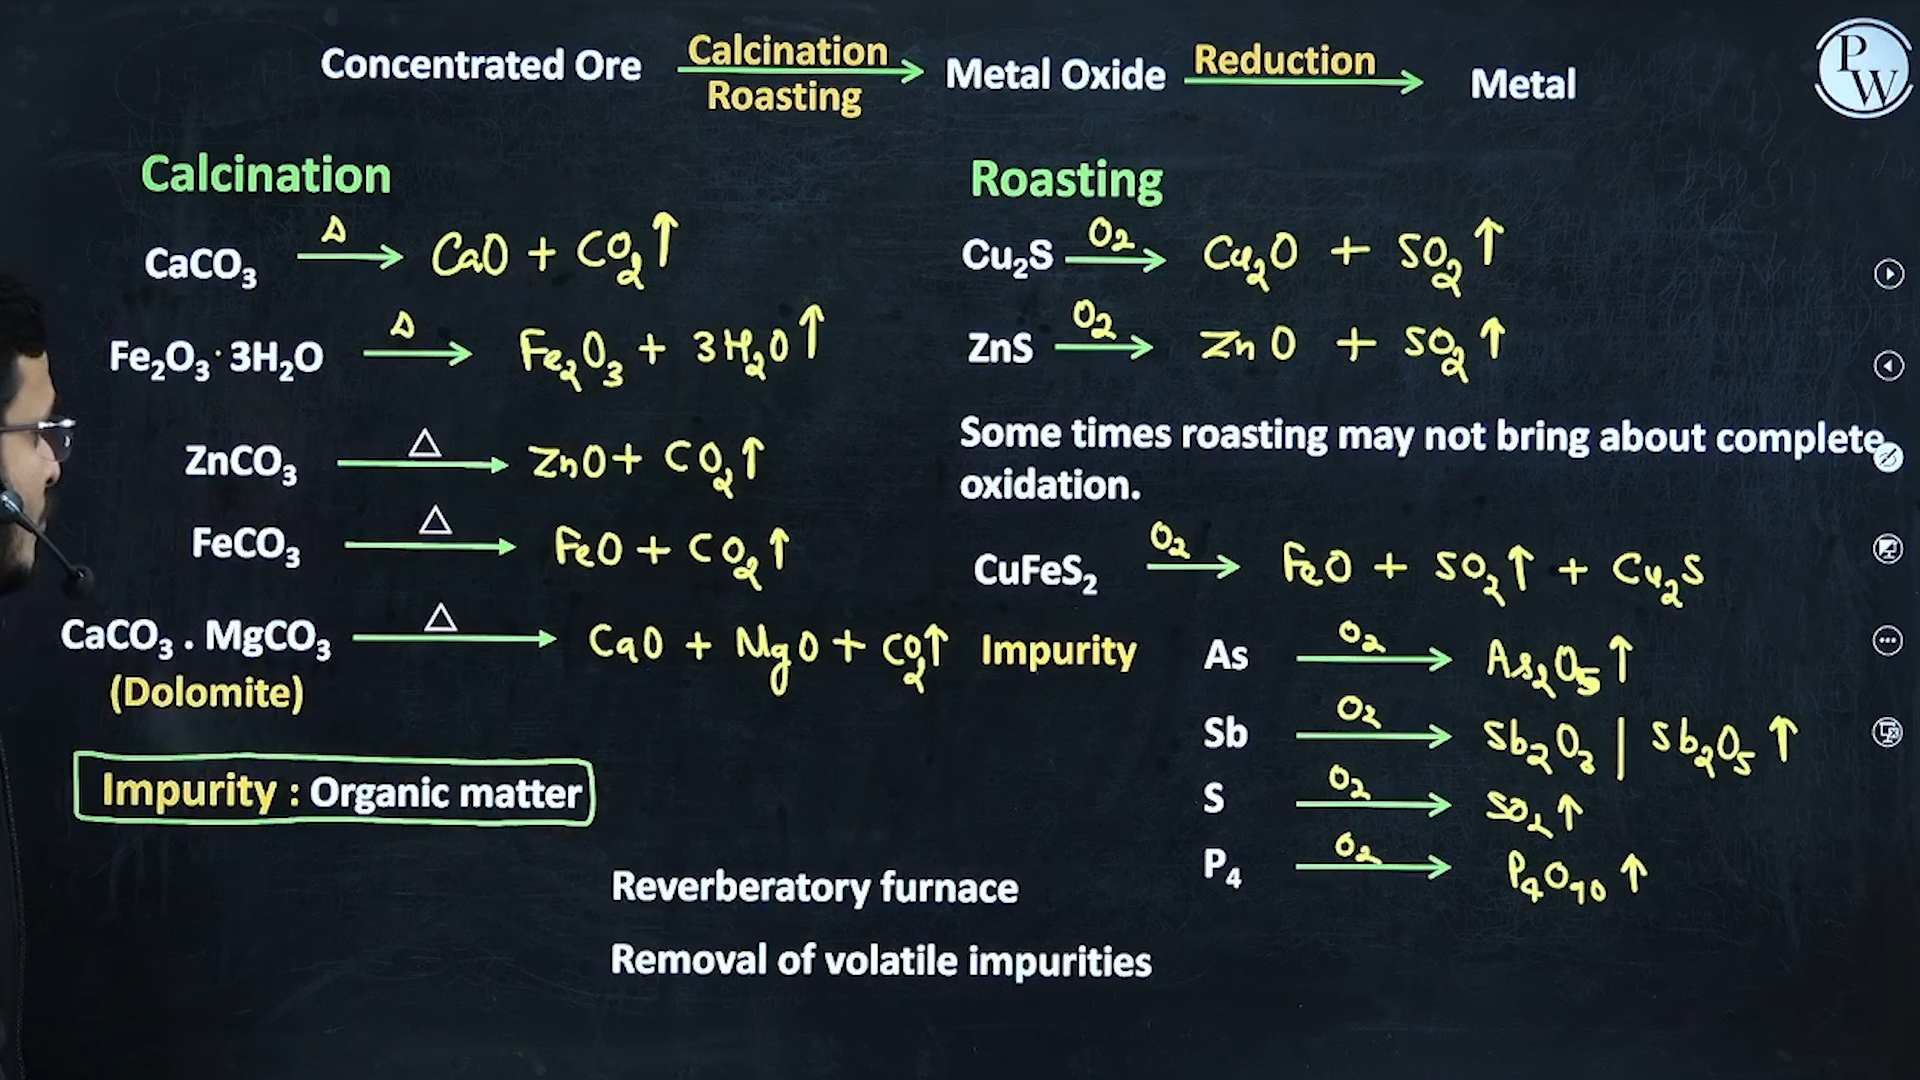 Concentrated Ore Calcination Roasting → Metal Oxide Reduction → Metal
PW
Calcination
CaCO₃ Δ → CaO + CO₂↑
Fe₂O₃·3H₂O Δ → Fe₂O₃ + 3H₂O↑
ZnCO₃ △ → ZnO + CO₂↑
FeCO₃ △ → FeO + CO₂↑
CaCO₃ . MgCO₃ △ → CaO + MgO + CO₂↑
(Dolomite)
Impurity : Organic matter
Roasting
Cu₂S O₂ → Cu₂O + SO₂↑
ZnS O₂ → ZnO + SO₂↑
Some times roasting may not bring about complete
oxidation.
CuFeS₂ O₂ → FeO + SO₂↑ + Cu₂S
Impurity As O₂ → As₂O₅↑
Sb O₂ → Sb₂O₃ | Sb₂O₅↑
S O₂ → SO₂↑
P₄ O₂ → P₄O₁₀↑
Reverberatory furnace
Removal of volatile impurities